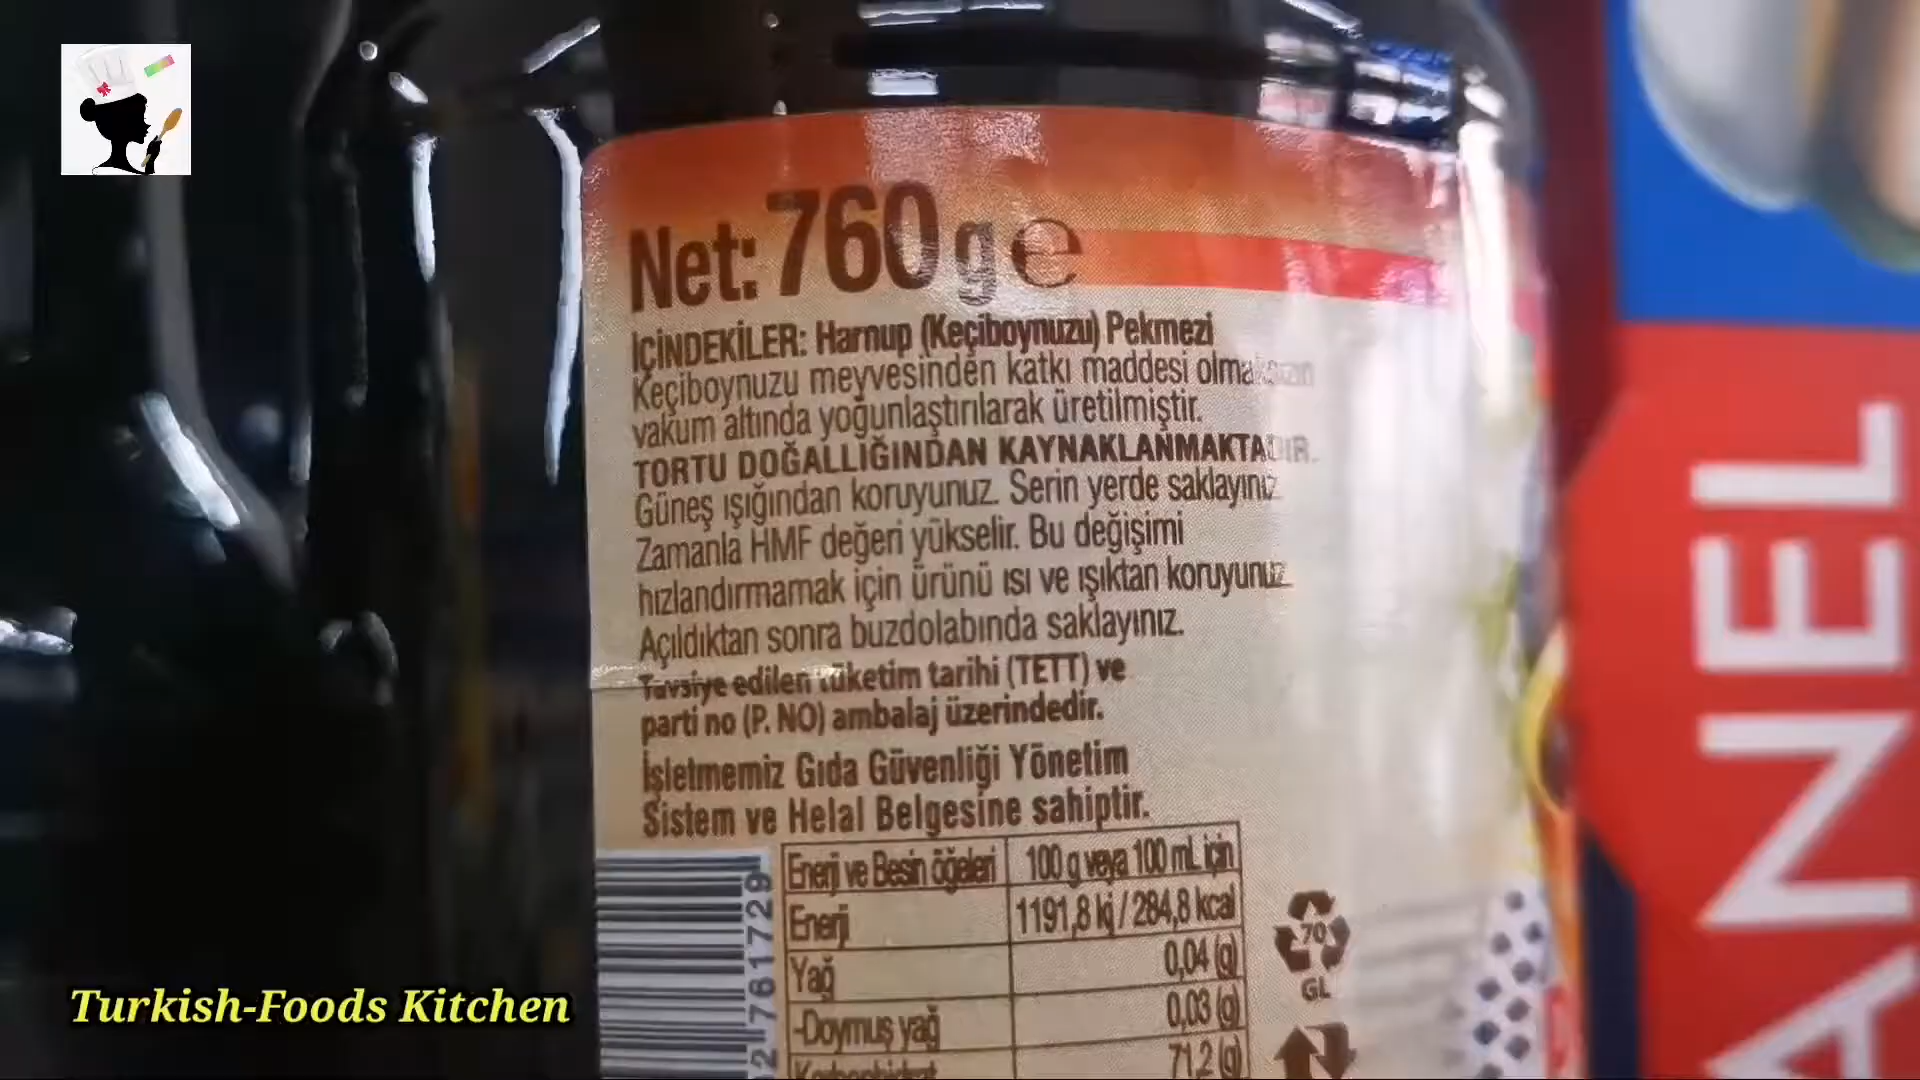 Net: 760 g e
İÇİNDEKİLER: Harnup (Keçiboynuzu) Pekmezi
Keçiboynuzu meyvesinden katkı maddesi olmaksızın
vakum altında yoğunlaştırılarak üretilmiştir.
TORTU DOĞALLIĞINDAN KAYNAKLANMAKTADIR.
Güneş ışığından koruyunuz. Serin yerde saklayınız.
Zamanla HMF değeri yükselir. Bu değişimi
hızlandırmamak için ürünü ısı ve ışıktan koruyunuz.
Açıldıktan sonra buzdolabında saklayınız.
Tavsiye edilen tüketim tarihi (TETT) ve
parti no (P. NO) ambalaj üzerindedir.
İşletmemiz Gıda Güvenliği Yönetim
Sistem ve Helal Belgesine sahiptir.
Enerji ve Besin öğeleri 100 g veya 100 mL için
Enerji 1191,8 kj / 284,8 kcal
Yağ 0,04 (g)
-Doymuş yağ 0,03 (g)
Karbonhidrat 71,2 (g)
2 761729
70
GL
ANEL
Turkish-Foods Kitchen